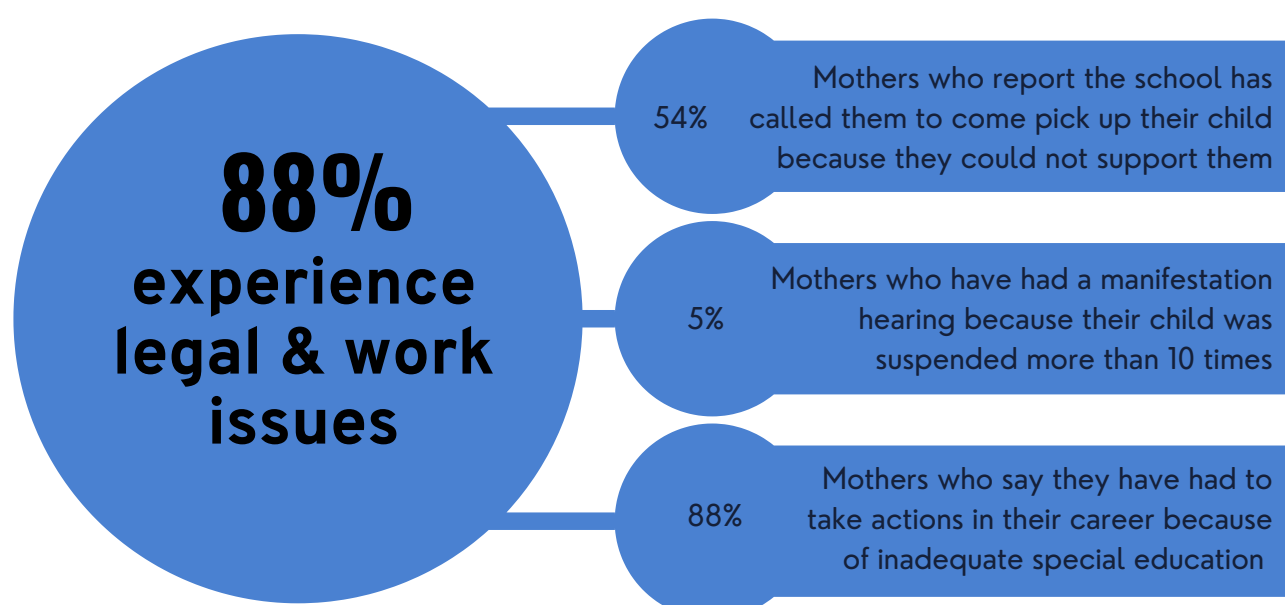 88%
experience
legal & work
issues
54%
Mothers who report the school has
called them to come pick up their child
because they could not support them
5%
Mothers who have had a manifestation
hearing because their child was
suspended more than 10 times
88%
Mothers who say they have had to
take actions in their career because
of inadequate special education